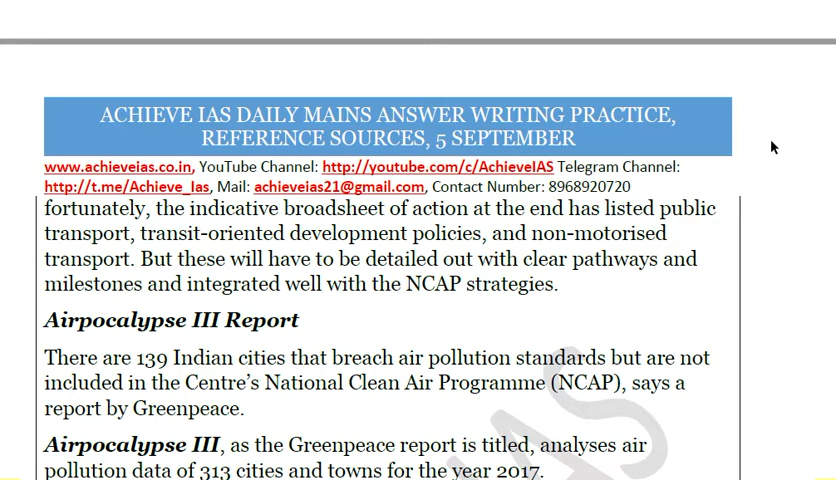 ACHIEVE IAS DAILY MAINS ANSWER WRITING PRACTICE,
REFERENCE SOURCES, 5 SEPTEMBER
www.achieveias.co.in, YouTube Channel: http://youtube.com/c/AchieveIAS Telegram Channel:
http://t.me/Achieve_Ias, Mail: achieveias21@gmail.com, Contact Number: 8968920720
fortunately, the indicative broadsheet of action at the end has listed public
transport, transit-oriented development policies, and non-motorised
transport. But these will have to be detailed out with clear pathways and
milestones and integrated well with the NCAP strategies.
Airpocalypse III Report
There are 139 Indian cities that breach air pollution standards but are not
included in the Centre's National Clean Air Programme (NCAP), says a
report by Greenpeace.
Airpocalypse III, as the Greenpeace report is titled, analyses air
pollution data of 313 cities and towns for the year 2017.